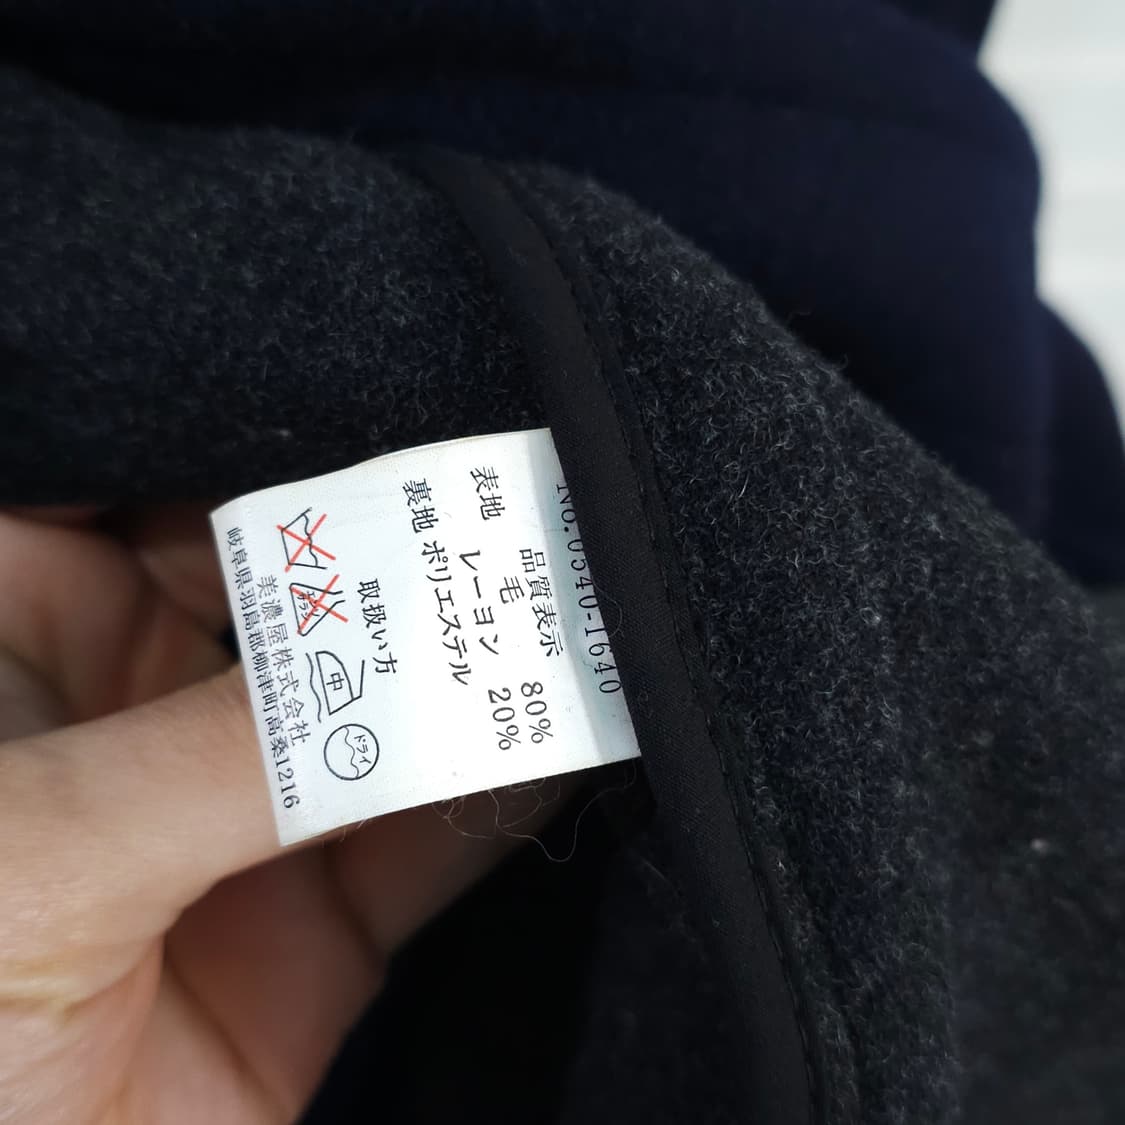 No.0540-1640
品質表示
表地 毛 80%
レーヨン 20%
裏地 ポリエステル
取扱い方
中
ドライ
美濃屋株式会社
岐阜県羽島郡柳津町高桑1216